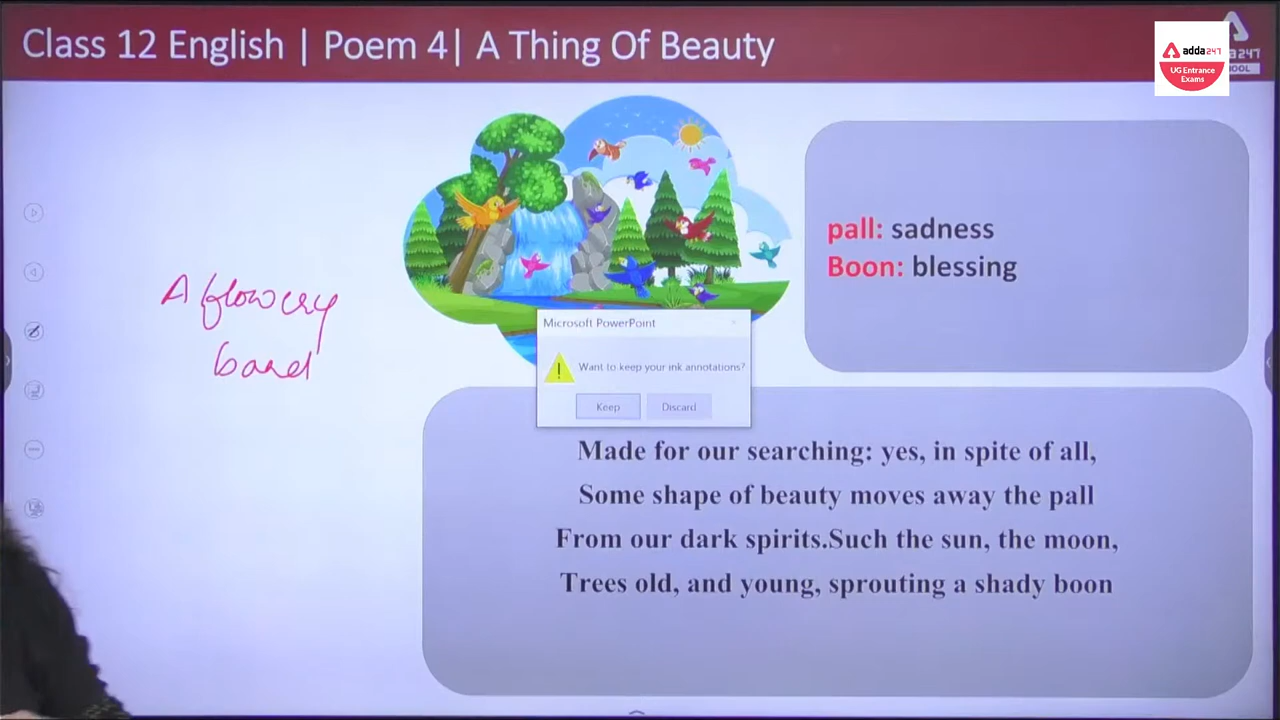 Class 12 English | Poem 4| A Thing Of Beauty
adda247
UG Entrance
Exams
pall: sadness
Boon: blessing
A flowery
band
Microsoft PowerPoint
Want to keep your ink annotations?
Keep
Discard
Made for our searching: yes, in spite of all,
Some shape of beauty moves away the pall
From our dark spirits.Such the sun, the moon,
Trees old, and young, sprouting a shady boon